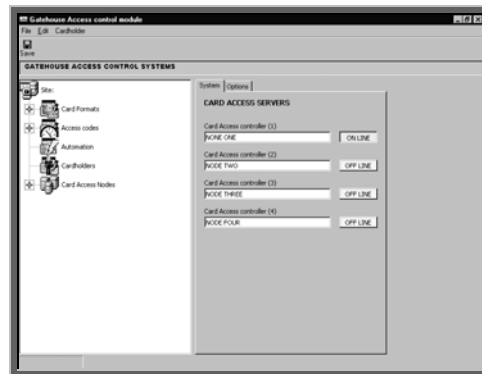 Gatehouse Access control module
File Edit Cardholder
Save
GATEHOUSE ACCESS CONTROL SYSTEMS
Site:
Card Formats
Access codes
Automation
Cardholders
Card Access Nodes
System Options
CARD ACCESS SERVERS
Card Access controller (1)
NONE ONE ON LINE
Card Access controller (2)
NODE TWO OFF LINE
Card Access controller (3)
NODE THREE OFF LINE
Card Access controller (4)
NODE FOUR OFF LINE